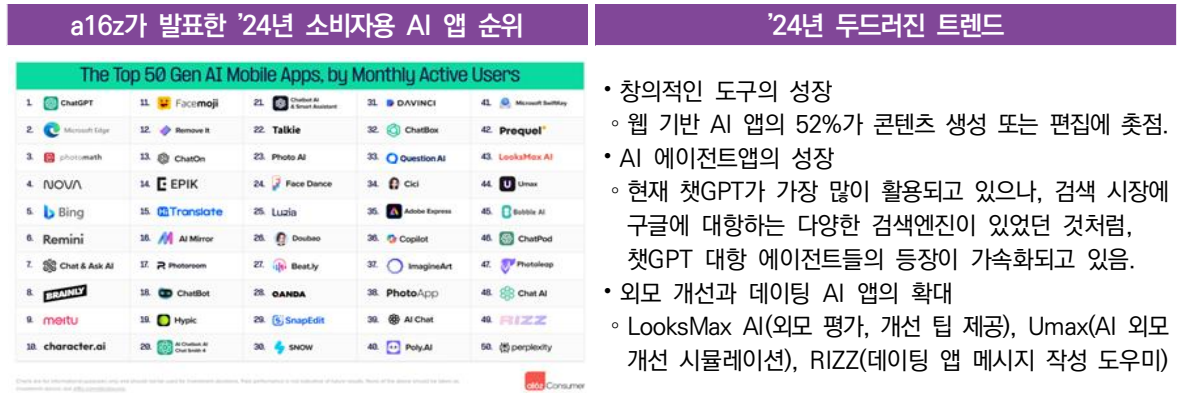 a16z가 발표한 ’24년 소비자용 AI 앱 순위
The Top 50 Gen AI Mobile Apps, by Monthly Active Users
1. ChatGPT 11. Facemoji 21. Chatbot AI & Smart Assistant 31. DAVINCI 41. Microsoft SwiftKey
2. Microsoft Edge 12. Remove It 22. Talkie 32. ChatBox 42. Prequel
3. photomath 13. ChatOn 23. Photo AI 33. Question AI 43. LooksMax AI
4. NOVA 14. EPIK 24. Face Dance 34. Cici 44. Umax
5. Bing 15. Translate 25. Luzia 35. Adobe Express 45. Bobble AI
6. Remini 16. AI Mirror 26. Doubao 36. Copilot 46. ChatPod
7. Chat & Ask AI 17. Photoroom 27. Beat.ly 37. ImagineArt 47. Photoleap
8. BRAINLY 18. ChatBot 28. QANDA 38. PhotoApp 48. Chat AI
9. meitu 19. Hypic 29. SnapEdit 39. AI Chat 49. RIZZ
10. character.ai 20. AI Chatbot AI Chat Smith 4 30. SNOW 40. Poly.AI 50. perplexity
a16z Consumer
’24년 두드러진 트렌드
• 창의적인 도구의 성장
◦ 웹 기반 AI 앱의 52%가 콘텐츠 생성 또는 편집에 촛점.
• AI 에이전트앱의 성장
◦ 현재 챗GPT가 가장 많이 활용되고 있으나, 검색 시장에
구글에 대항하는 다양한 검색엔진이 있었던 것처럼,
챗GPT 대항 에이전트들의 등장이 가속화되고 있음.
• 외모 개선과 데이팅 AI 앱의 확대
◦ LooksMax AI(외모 평가, 개선 팁 제공), Umax(AI 외모
개선 시뮬레이션), RIZZ(데이팅 앱 메시지 작성 도우미)